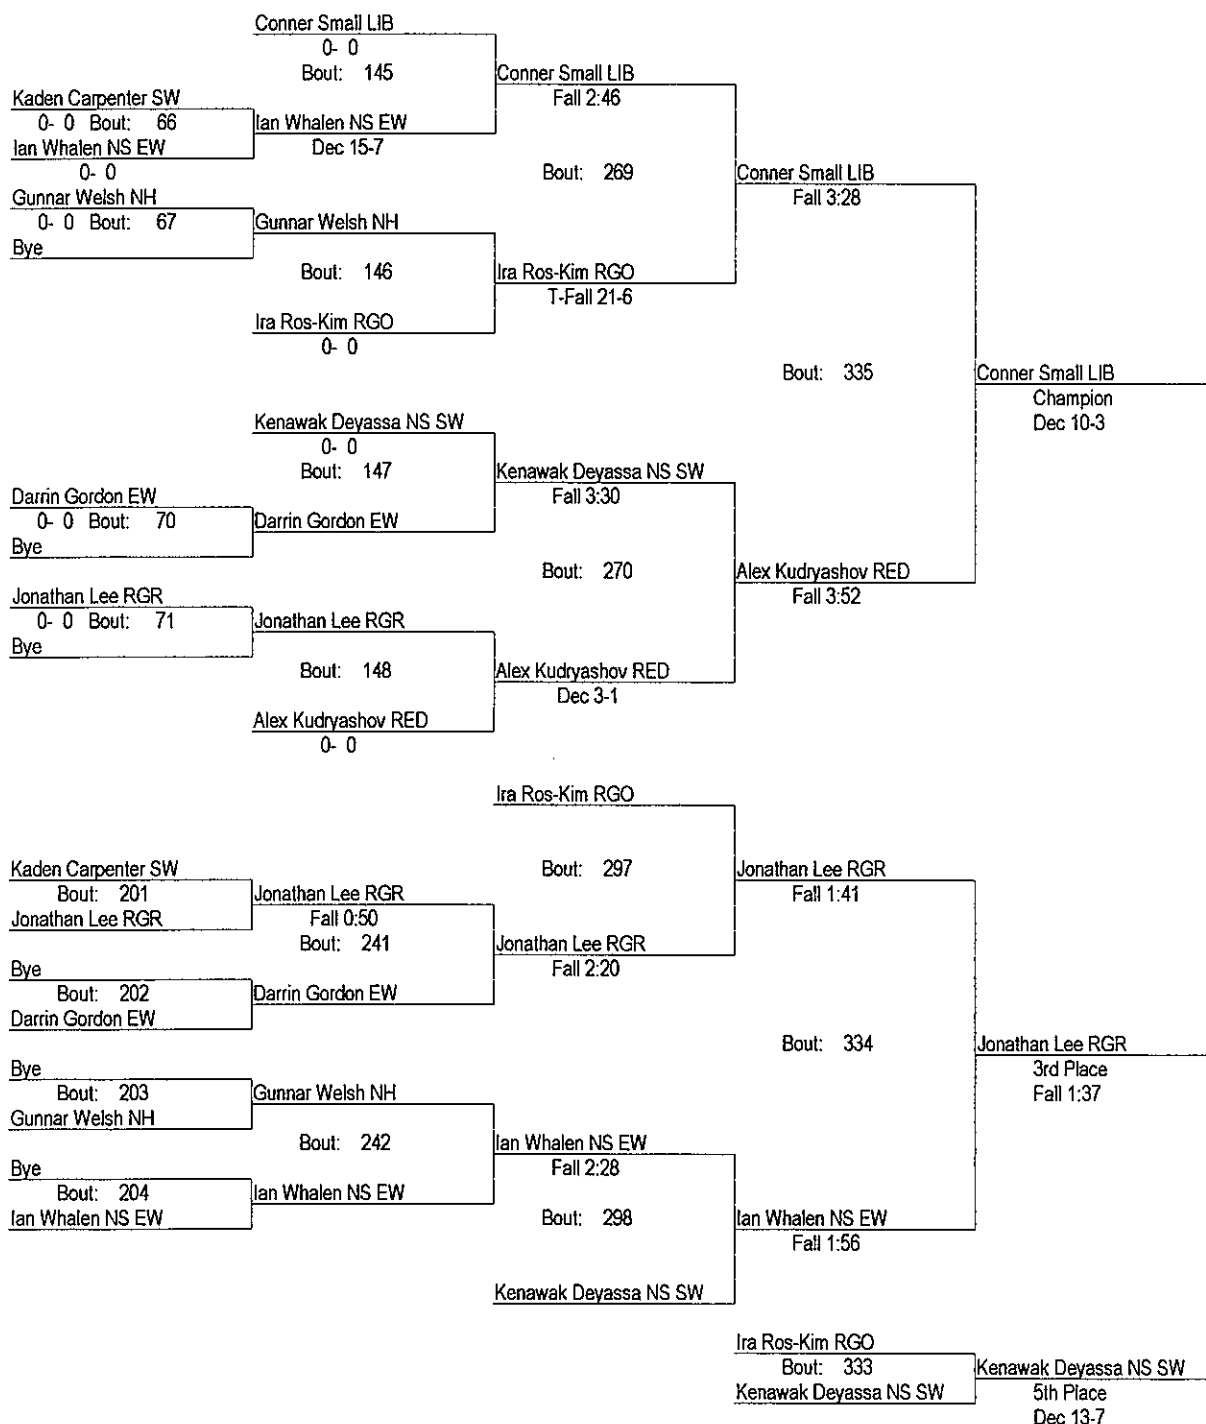 Conner Small LIB
0- 0
Bout: 145
Conner Small LIB
Fall 2:46
Kaden Carpenter SW
0- 0 Bout: 66
Ian Whalen NS EW
0- 0
Ian Whalen NS EW
Dec 15-7
Bout: 269
Conner Small LIB
Fall 3:28
Gunnar Welsh NH
0- 0 Bout: 67
Bye
Gunnar Welsh NH
Bout: 146
Ira Ros-Kim RGO
T-Fall 21-6
Ira Ros-Kim RGO
0- 0
Bout: 335
Conner Small LIB
Champion
Dec 10-3
Kenawak Deyassa NS SW
0- 0
Bout: 147
Kenawak Deyassa NS SW
Fall 3:30
Darrin Gordon EW
0- 0 Bout: 70
Bye
Darrin Gordon EW
Bout: 270
Alex Kudryashov RED
Fall 3:52
Jonathan Lee RGR
0- 0 Bout: 71
Bye
Jonathan Lee RGR
Bout: 148
Alex Kudryashov RED
Dec 3-1
Alex Kudryashov RED
0- 0
Ira Ros-Kim RGO
Bout: 297
Jonathan Lee RGR
Fall 1:41
Kaden Carpenter SW
Bout: 201
Jonathan Lee RGR
Jonathan Lee RGR
Fall 0:50
Bout: 241
Jonathan Lee RGR
Fall 2:20
Bye
Bout: 202
Darrin Gordon EW
Darrin Gordon EW
Bout: 334
Jonathan Lee RGR
3rd Place
Fall 1:37
Bye
Bout: 203
Gunnar Welsh NH
Gunnar Welsh NH
Bout: 242
Ian Whalen NS EW
Fall 2:28
Bye
Bout: 204
Ian Whalen NS EW
Ian Whalen NS EW
Bout: 298
Ian Whalen NS EW
Fall 1:56
Kenawak Deyassa NS SW
Ira Ros-Kim RGO
Bout: 333
Kenawak Deyassa NS SW
Kenawak Deyassa NS SW
5th Place
Dec 13-7